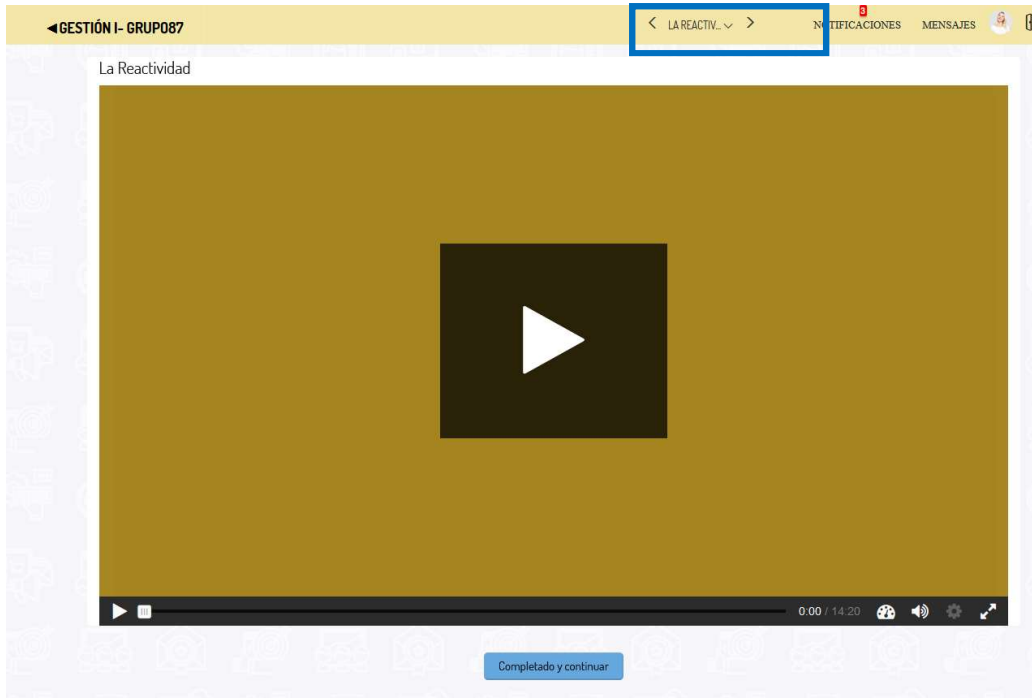 ◄GESTIÓN I- GRUPO87
LA REACTIV...
3
NOTIFICACIONES
MENSAJES
La Reactividad
0:00 / 14:20
Completado y continuar